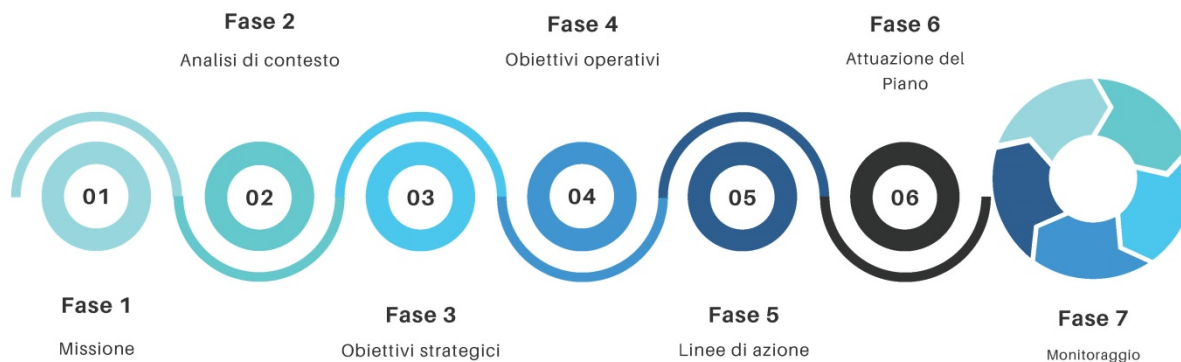 Fase 2
Analisi di contesto
Fase 4
Obiettivi operativi
Fase 6
Attuazione del
Piano
01
02
03
04
05
06
Fase 1
Missione
Fase 3
Obiettivi strategici
Fase 5
Linee di azione
Fase 7
Monitoraggio